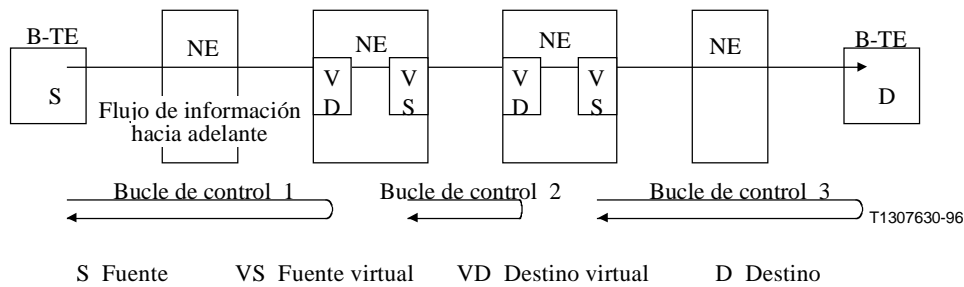 B-TE
NE
NE
NE
NE
B-TE
S
V
D
V
S
V
D
V
S
D
Flujo de información
hacia adelante
Bucle de control 1
Bucle de control 2
Bucle de control 3
T1307630-96
S Fuente
VS Fuente virtual
VD Destino virtual
D Destino